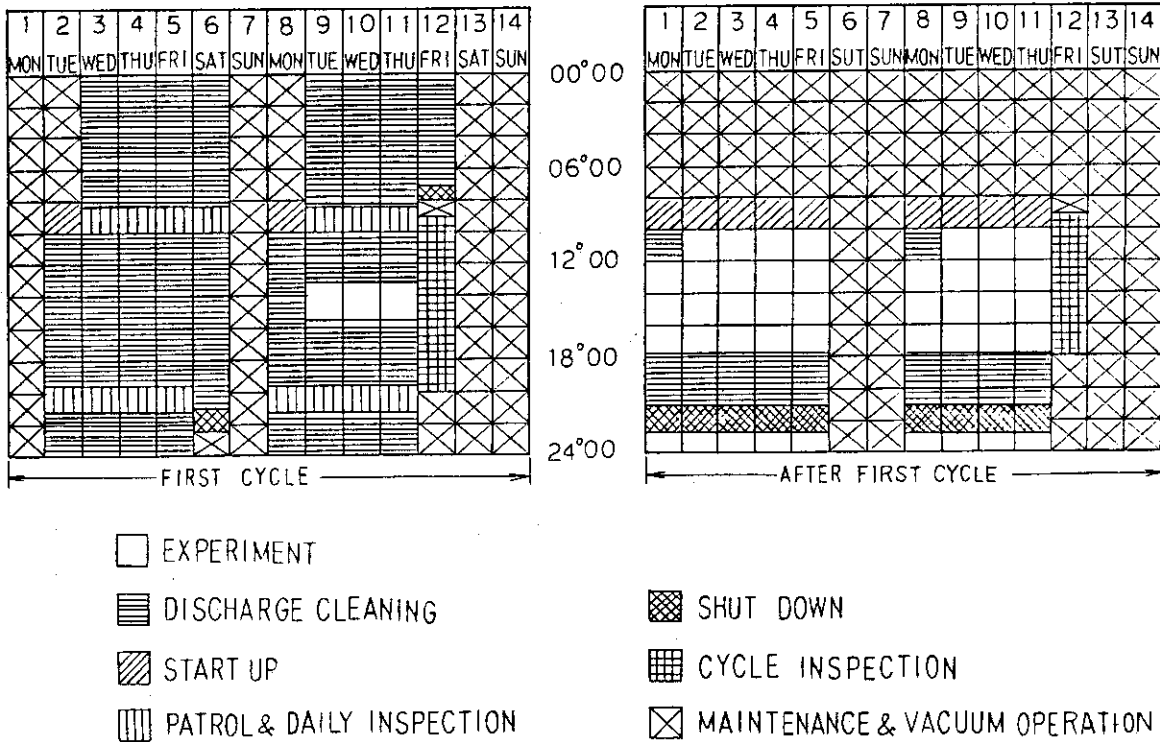 1 2 3 4 5 6 7 8 9 10 11 12 13 14
MON TUE WED THU FRI SAT SUN MON TUE WED THU FRI SAT SUN
1 2 3 4 5 6 7 8 9 10 11 12 13 14
MON TUE WED THU FRI SUT SUN MON TUE WED THU FRI SUT SUN
00°00
06°00
12°00
18°00
24°00
FIRST CYCLE
AFTER FIRST CYCLE
EXPERIMENT
DISCHARGE CLEANING
START UP
PATROL & DAILY INSPECTION
SHUT DOWN
CYCLE INSPECTION
MAINTENANCE & VACUUM OPERATION